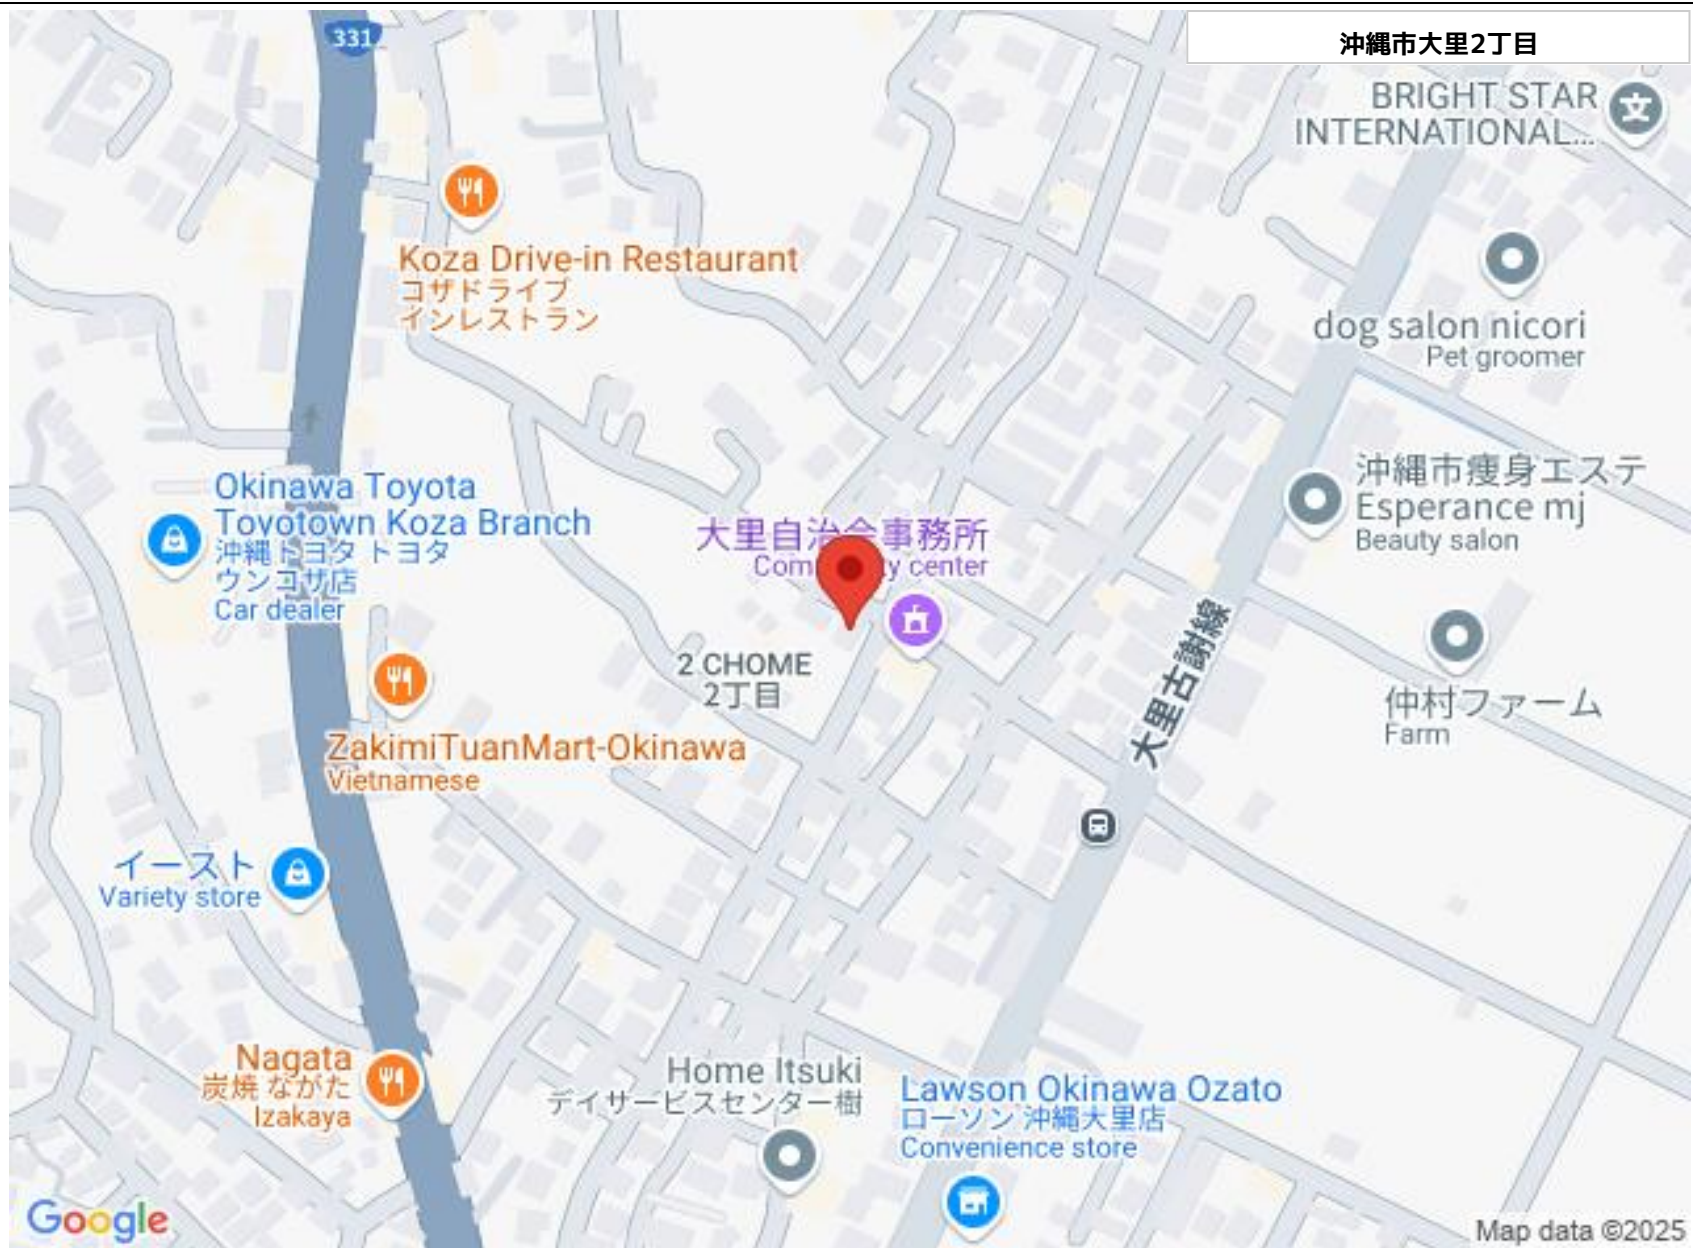 331
沖縄市大里2丁目
BRIGHT STAR
INTERNATIONAL...
文
Koza Drive-in Restaurant
コザドライブ
インレストラン
dog salon nicori
Pet groomer
Okinawa Toyota
Toyotown Koza Branch
沖縄トヨタ トヨタ
ウンコザ店
Car dealer
沖縄市痩身エステ
Esperance mj
Beauty salon
大里自治会事務所
Community center
2 CHOME
2丁目
大里古謝線
仲村ファーム
Farm
ZakimiTuanMart-Okinawa
Vietnamese
イースト
Variety store
Nagata
炭焼 ながた
Izakaya
Home Itsuki
デイサービスセンター樹
Lawson Okinawa Ozato
ローソン 沖縄大里店
Convenience store
Google
Map data ©2025